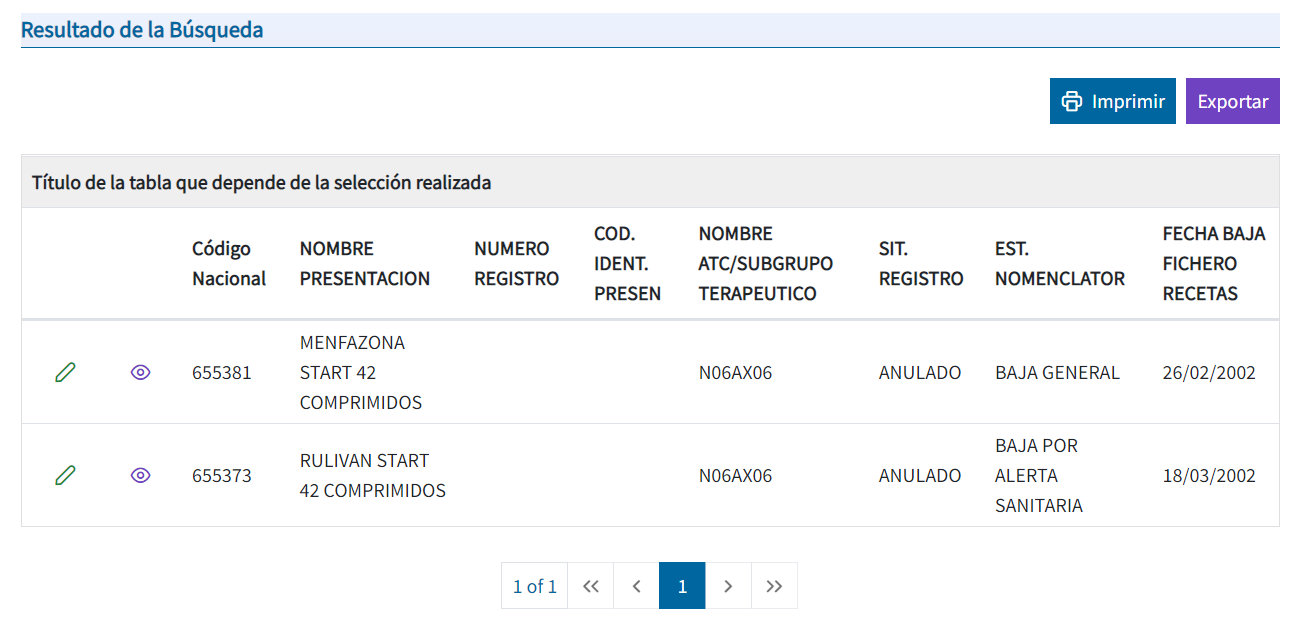 Resultado de la Búsqueda
Imprimir
Exportar
Título de la tabla que depende de la selección realizada
Código Nacional
NOMBRE PRESENTACION
NUMERO REGISTRO
COD. IDENT. PRESEN
NOMBRE ATC/SUBGRUPO TERAPEUTICO
SIT. REGISTRO
EST. NOMENCLATOR
FECHA BAJA FICHERO RECETAS
655381
MENFAZONA START 42 COMPRIMIDOS
N06AX06
ANULADO
BAJA GENERAL
26/02/2002
655373
RULIVAN START 42 COMPRIMIDOS
N06AX06
ANULADO
BAJA POR ALERTA SANITARIA
18/03/2002
1 of 1
1